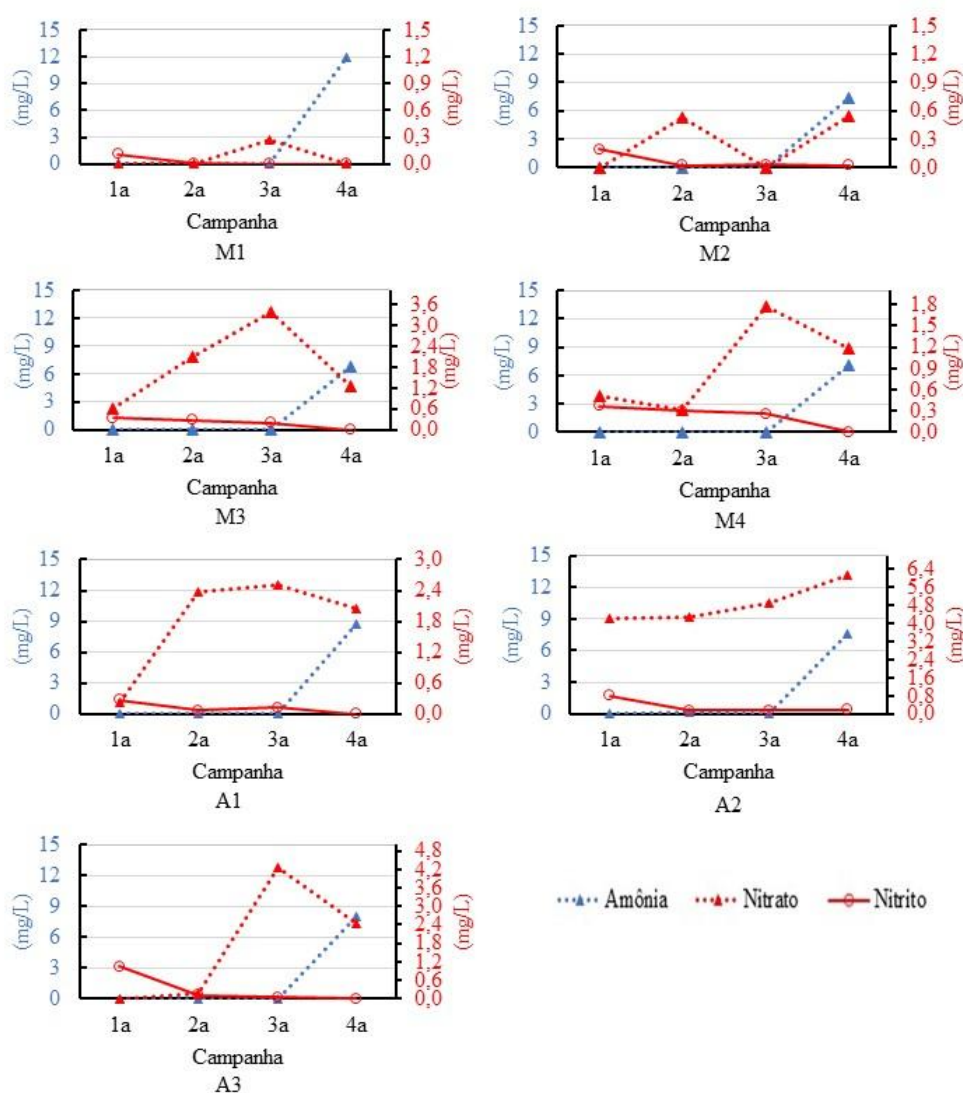 15
12
9
6
3
0
(mg/L)
1,5
1,2
0,9
0,6
0,3
0,0
(mg/L)
1a 2a 3a 4a
Campanha
M1
15
12
9
6
3
0
(mg/L)
1,5
1,2
0,9
0,6
0,3
0,0
(mg/L)
1a 2a 3a 4a
Campanha
M2
15
12
9
6
3
0
(mg/L)
3,6
3,0
2,4
1,8
1,2
0,6
0,0
(mg/L)
1a 2a 3a 4a
Campanha
M3
15
12
9
6
3
0
(mg/L)
1,8
1,5
1,2
0,9
0,6
0,3
0,0
(mg/L)
1a 2a 3a 4a
Campanha
M4
15
12
9
6
3
0
(mg/L)
3,0
2,4
1,8
1,2
0,6
0,0
(mg/L)
1a 2a 3a 4a
Campanha
A1
15
12
9
6
3
0
(mg/L)
6,4
5,6
4,8
4,0
3,2
2,4
1,6
0,8
0,0
(mg/L)
1a 2a 3a 4a
Campanha
A2
15
12
9
6
3
0
(mg/L)
4,8
4,2
3,6
3,0
2,4
1,8
1,2
0,6
0,0
(mg/L)
1a 2a 3a 4a
Campanha
A3
Amônia Nitrato Nitrito